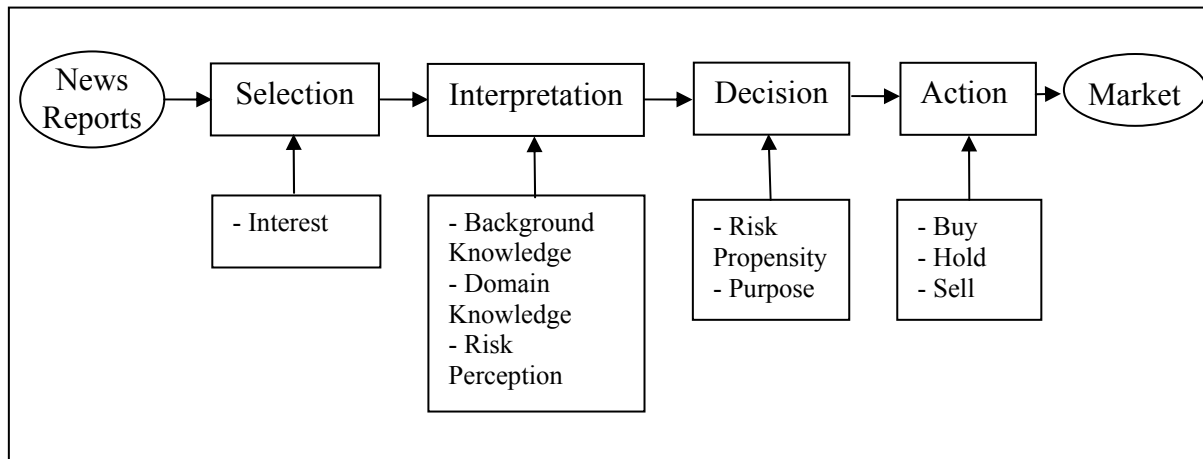 News
Reports
Selection
Interpretation
Decision
Action
Market
- Interest
- Background
Knowledge
- Domain
Knowledge
- Risk
Perception
- Risk
Propensity
- Purpose
- Buy
- Hold
- Sell